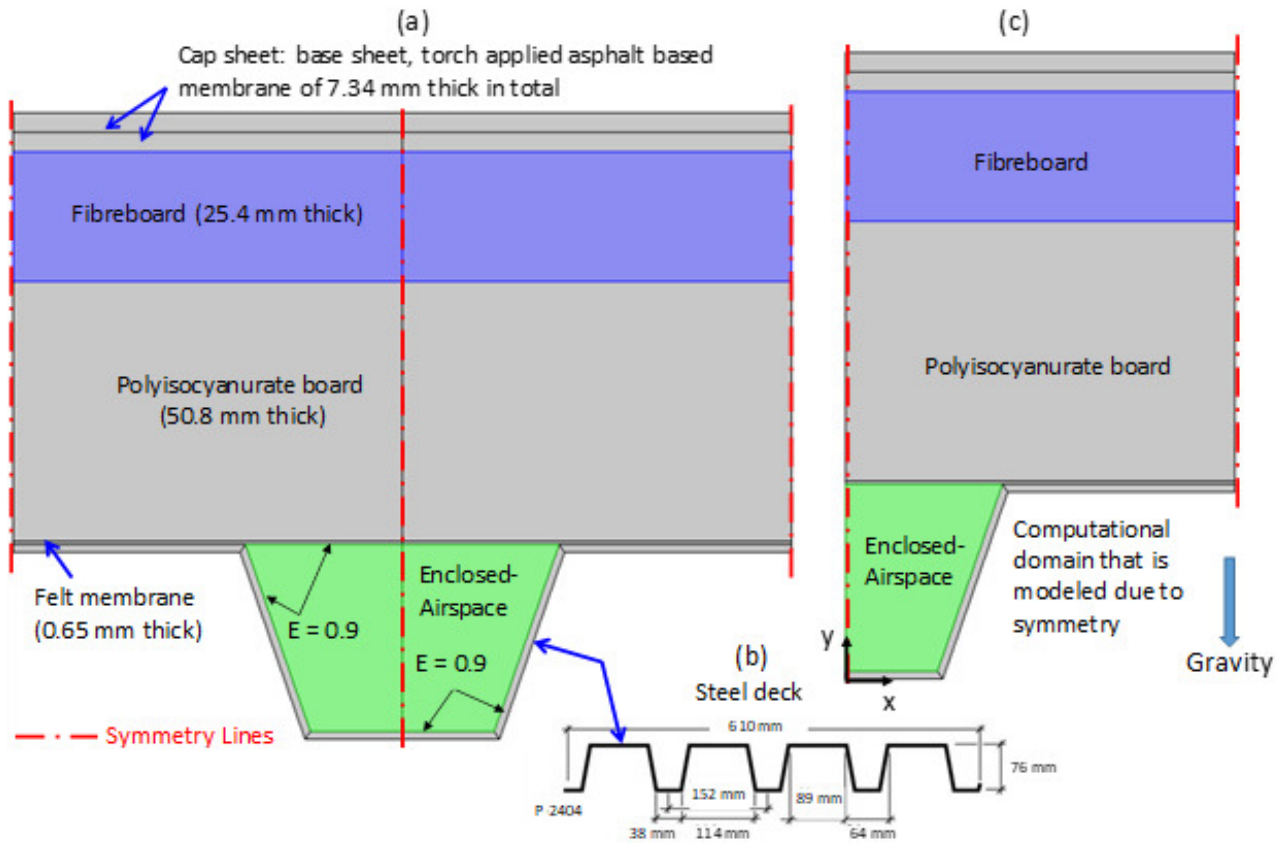 (a)
Cap sheet: base sheet, torch applied asphalt based
membrane of 7.34 mm thick in total
Fibreboard (25.4 mm thick)
Polyisocyanurate board
(50.8 mm thick)
Felt membrane
(0.65 mm thick)
E = 0.9
Enclosed-
Airspace
E = 0.9
Symmetry Lines
(b)
Steel deck
610 mm
76 mm
152 mm
89 mm
P 2404
38 mm
114 mm
64 mm
(c)
Fibreboard
Polyisocyanurate board
Enclosed-
Airspace
Computational
domain that is
modeled due to
symmetry
y
x
Gravity